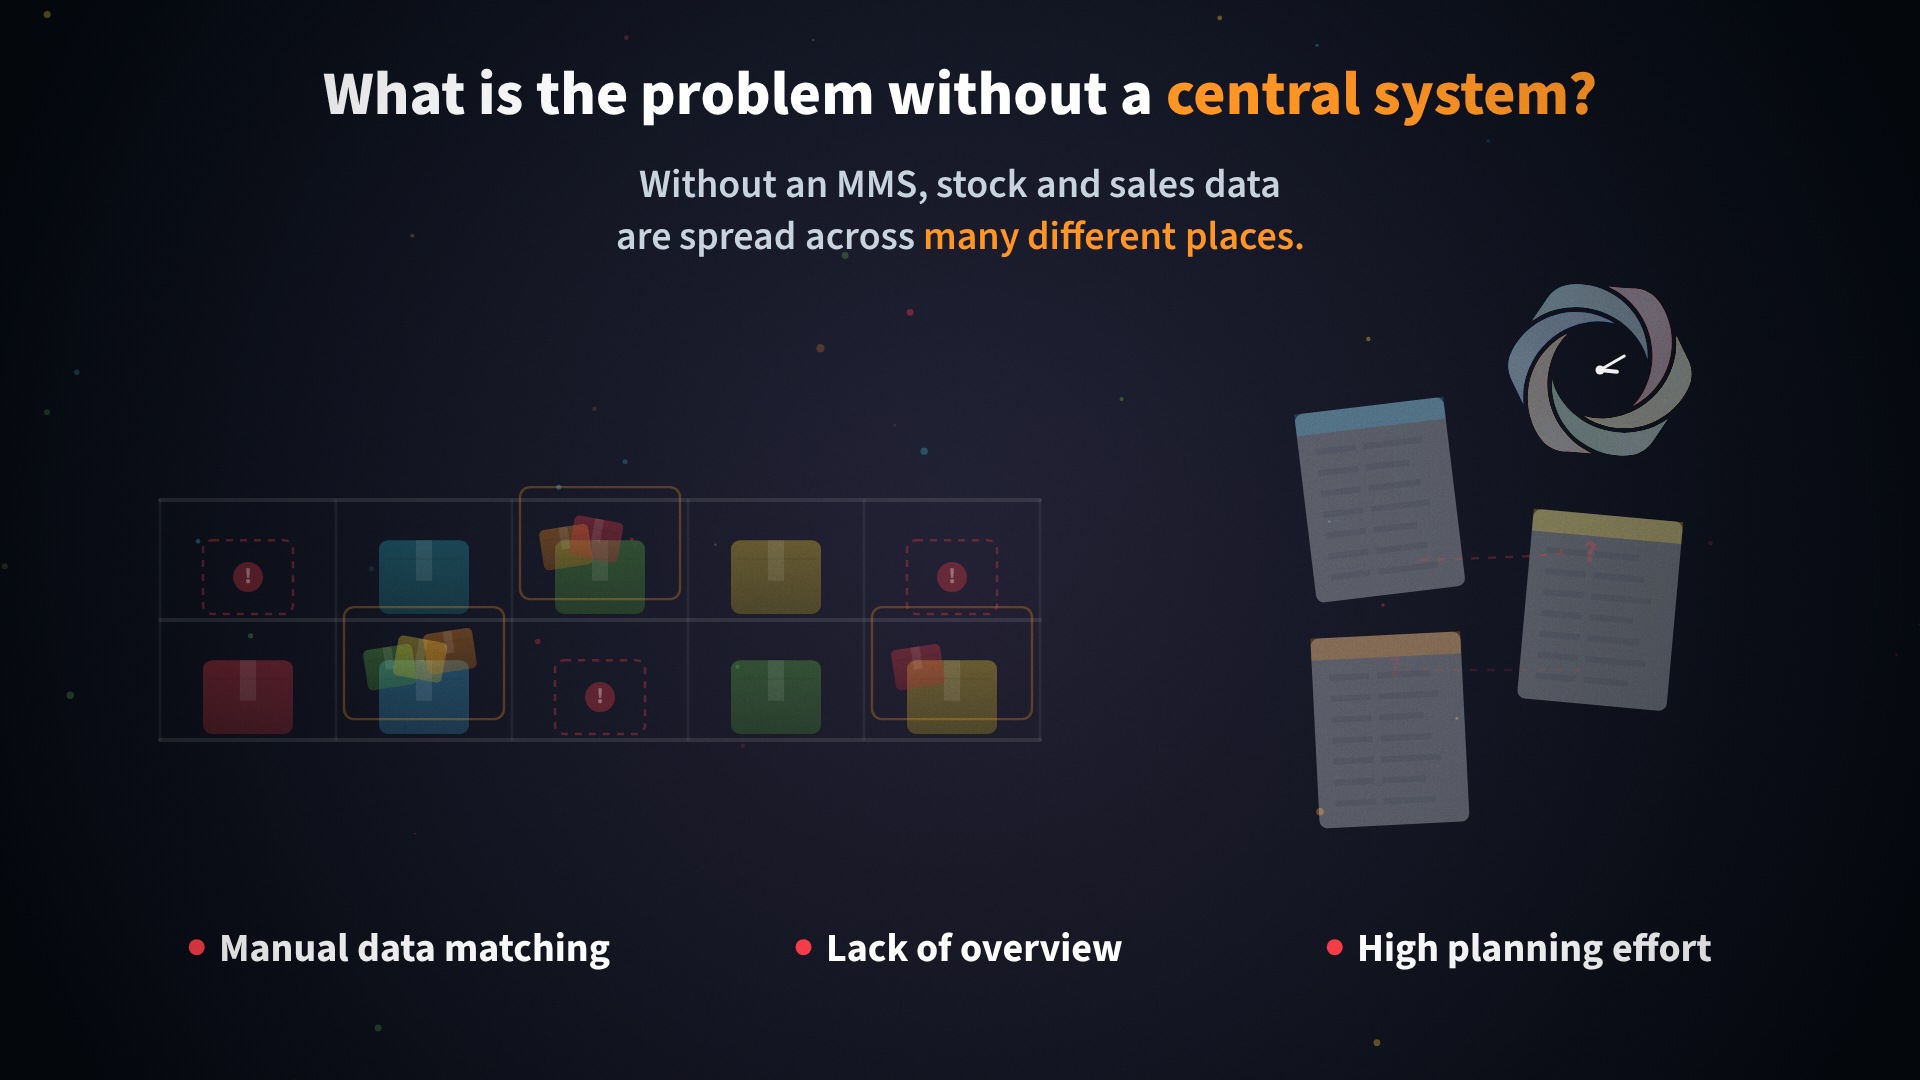 What is the problem without a central system?
Without an MMS, stock and sales data
are spread across many different places.
!
!
!
?
?
Manual data matching
Lack of overview
High planning effort